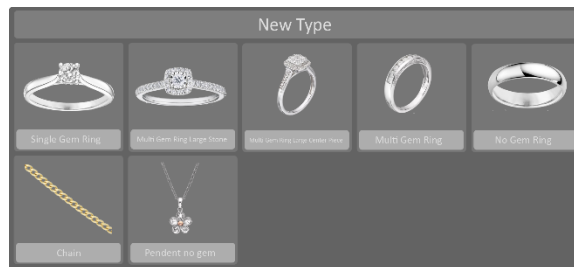 New Type
Single Gem Ring
Multi Gem Ring Large Stone
Multi Gem Ring Large Center Piece
Multi Gem Ring
No Gem Ring
Chain
Pendent no gem